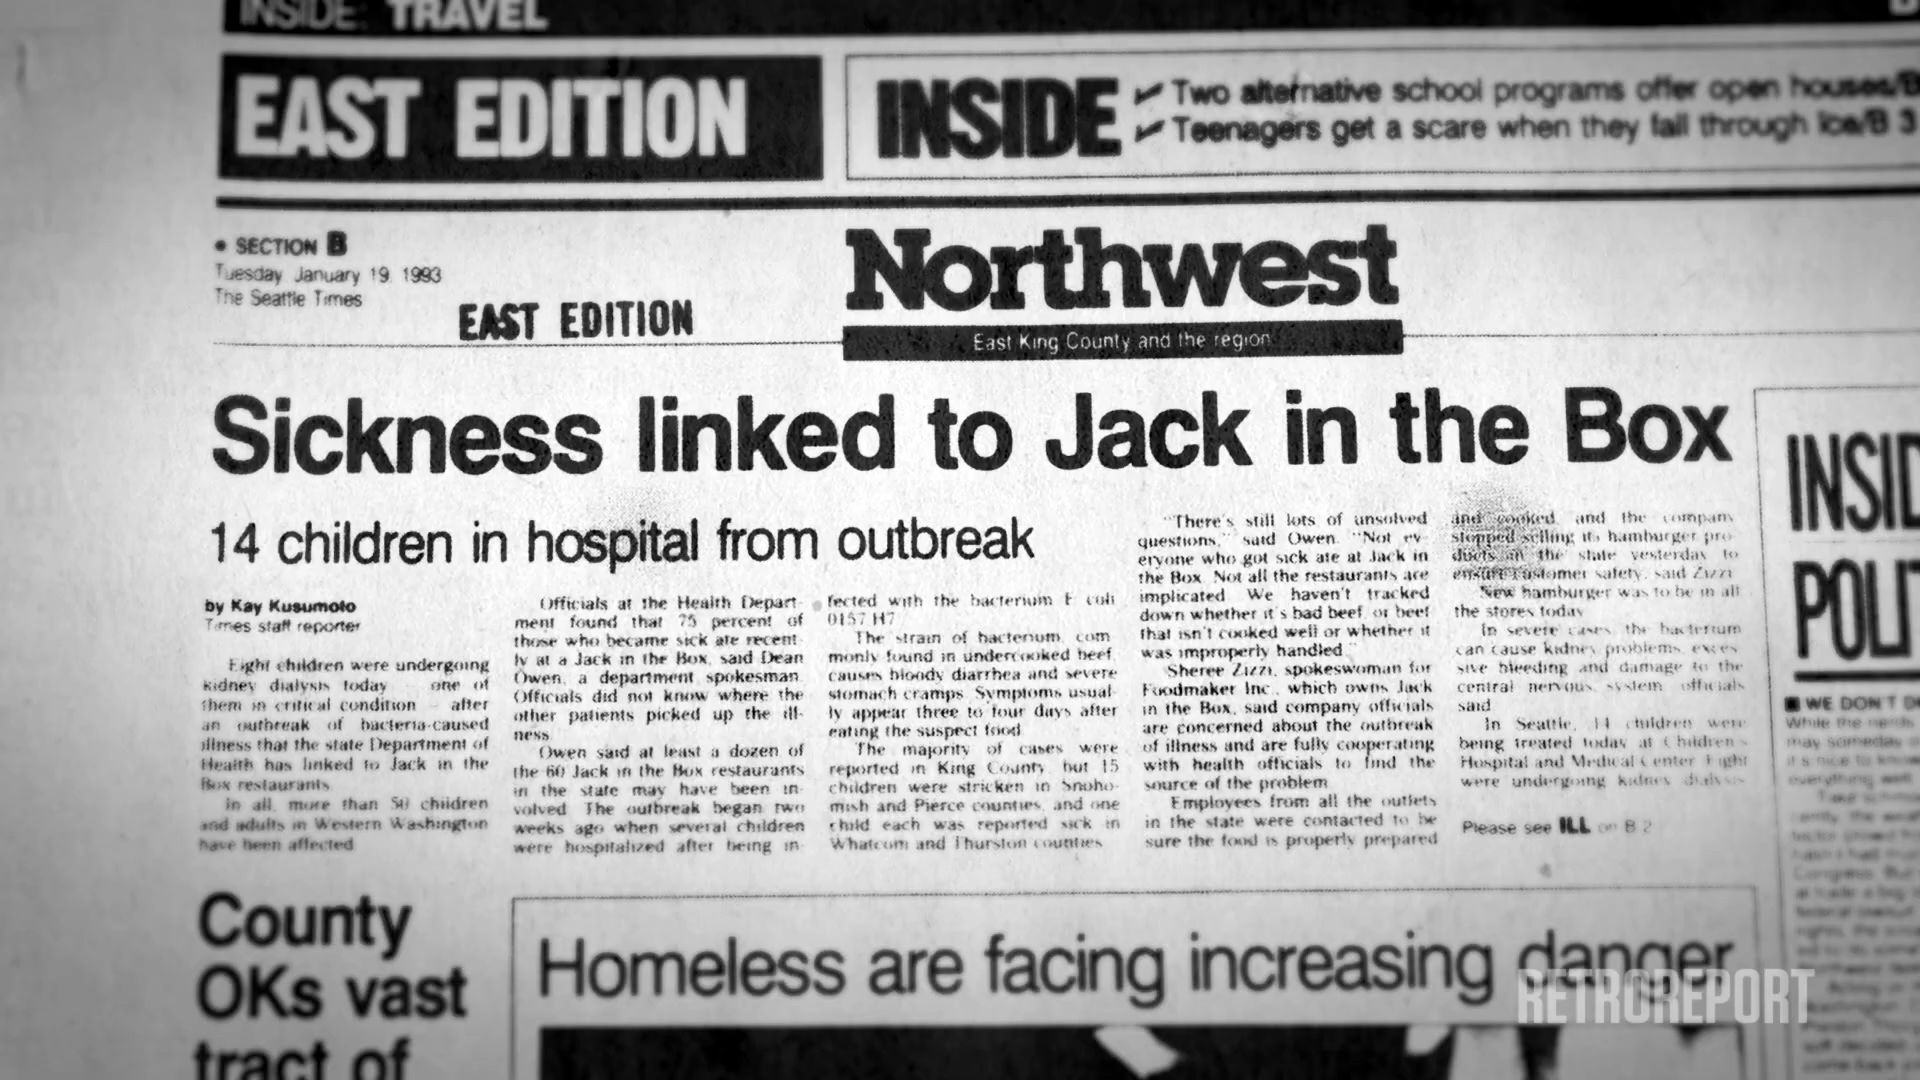 INSIDE: TRAVEL
EAST EDITION
INSIDE
✔ Two alternative school programs offer open houses/B
✔ Teenagers get a scare when they fall through ice/B 3
• SECTION B
Tuesday January 19 1993
The Seattle Times
EAST EDITION
Northwest
East King County and the region
Sickness linked to Jack in the Box
14 children in hospital from outbreak
by Kay Kusumoto
Times staff reporter
Eight children were undergoing
kidney dialysis today — one of
them in critical condition — after
an outbreak of bacteria-caused
illness that the state Department of
Health has linked to Jack in the
Box restaurants
In all, more than 50 children
and adults in Western Washington
have been affected
Officials at the Health Depart-
ment found that 75 percent of
those who became sick ate recent-
ly at a Jack in the Box, said Dean
Owen, a department spokesman.
Officials did not know where the
other patients picked up the ill-
ness
Owen said at least a dozen of
the 60 Jack in the Box restaurants
in the state may have been in-
volved The outbreak began two
weeks ago when several children
were hospitalized after being in-
fected with the bacterium E coli
0157 H7
The strain of bacterium, com-
monly found in undercooked beef,
causes bloody diarrhea and severe
stomach cramps. Symptoms usual-
ly appear three to four days after
eating the suspect food
The majority of cases were
reported in King County, but 15
children were stricken in Snoho-
mish and Pierce counties, and one
child each was reported sick in
Whatcom and Thurston counties
"There's still lots of unsolved
questions," said Owen. "Not ev-
eryone who got sick ate at Jack in
the Box. Not all the restaurants are
implicated We haven't tracked
down whether it's bad beef, or beef
that isn't cooked well or whether it
was improperly handled"
Sheree Zizzi, spokeswoman for
Foodmaker Inc., which owns Jack
in the Box, said company officials
are concerned about the outbreak
of illness and are fully cooperating
with health officials to find the
source of the problem
Employees from all the outlets
in the state were contacted to be
sure the food is properly prepared
and cooked, and the company
stopped selling its hamburger pro-
ducts in the state yesterday to
ensure customer safety, said Zizzi
New hamburger was to be in all
the stores today
In severe cases, the bacterium
can cause kidney problems, exces-
sive bleeding and damage to the
central nervous system, officials
said
In Seattle, 14 children were
being treated today at Children's
Hospital and Medical Center Eight
were undergoing kidney dialysis
Please see ILL on B 2
INSID
POLIT
■ WE DON'T
While the nerds
may someday
it's nice to know
everything well
County
OKs vast
tract of
Homeless are facing increasing danger
RETROREPORT